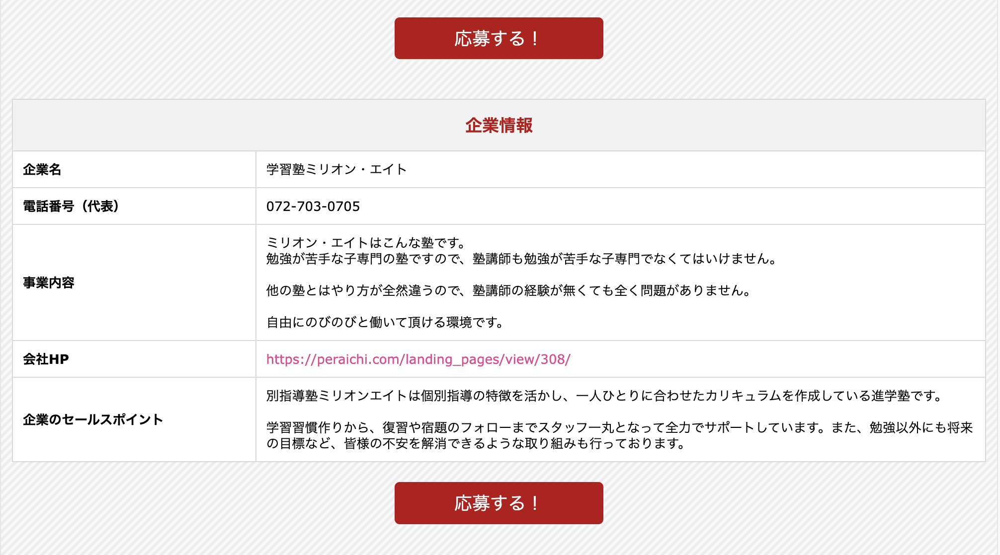 応募する！
企業情報
企業名
学習塾ミリオン・エイト
電話番号（代表）
072-703-0705
事業内容
ミリオン・エイトはこんな塾です。
勉強が苦手な子専門の塾ですので、塾講師も勉強が苦手な子専門でなくてはいけません。
他の塾とはやり方が全然違うので、塾講師の経験が無くても全く問題がありません。
自由にのびのびと働いて頂ける環境です。
会社HP
https://peraichi.com/landing_pages/view/308/
企業のセールスポイント
別指導塾ミリオンエイトは個別指導の特徴を活かし、一人ひとりに合わせたカリキュラムを作成している進学塾です。
学習習慣作りから、復習や宿題のフォローまでスタッフ一丸となって全力でサポートしています。また、勉強以外にも将来
の目標など、皆様の不安を解消できるような取り組みも行っております。
応募する！